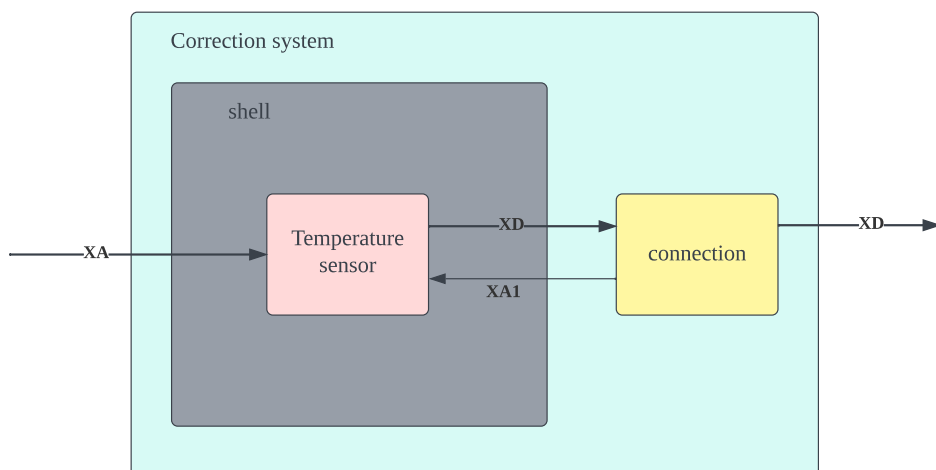 Correction system
shell
XA
Temperature
sensor
XD
XA1
connection
XD